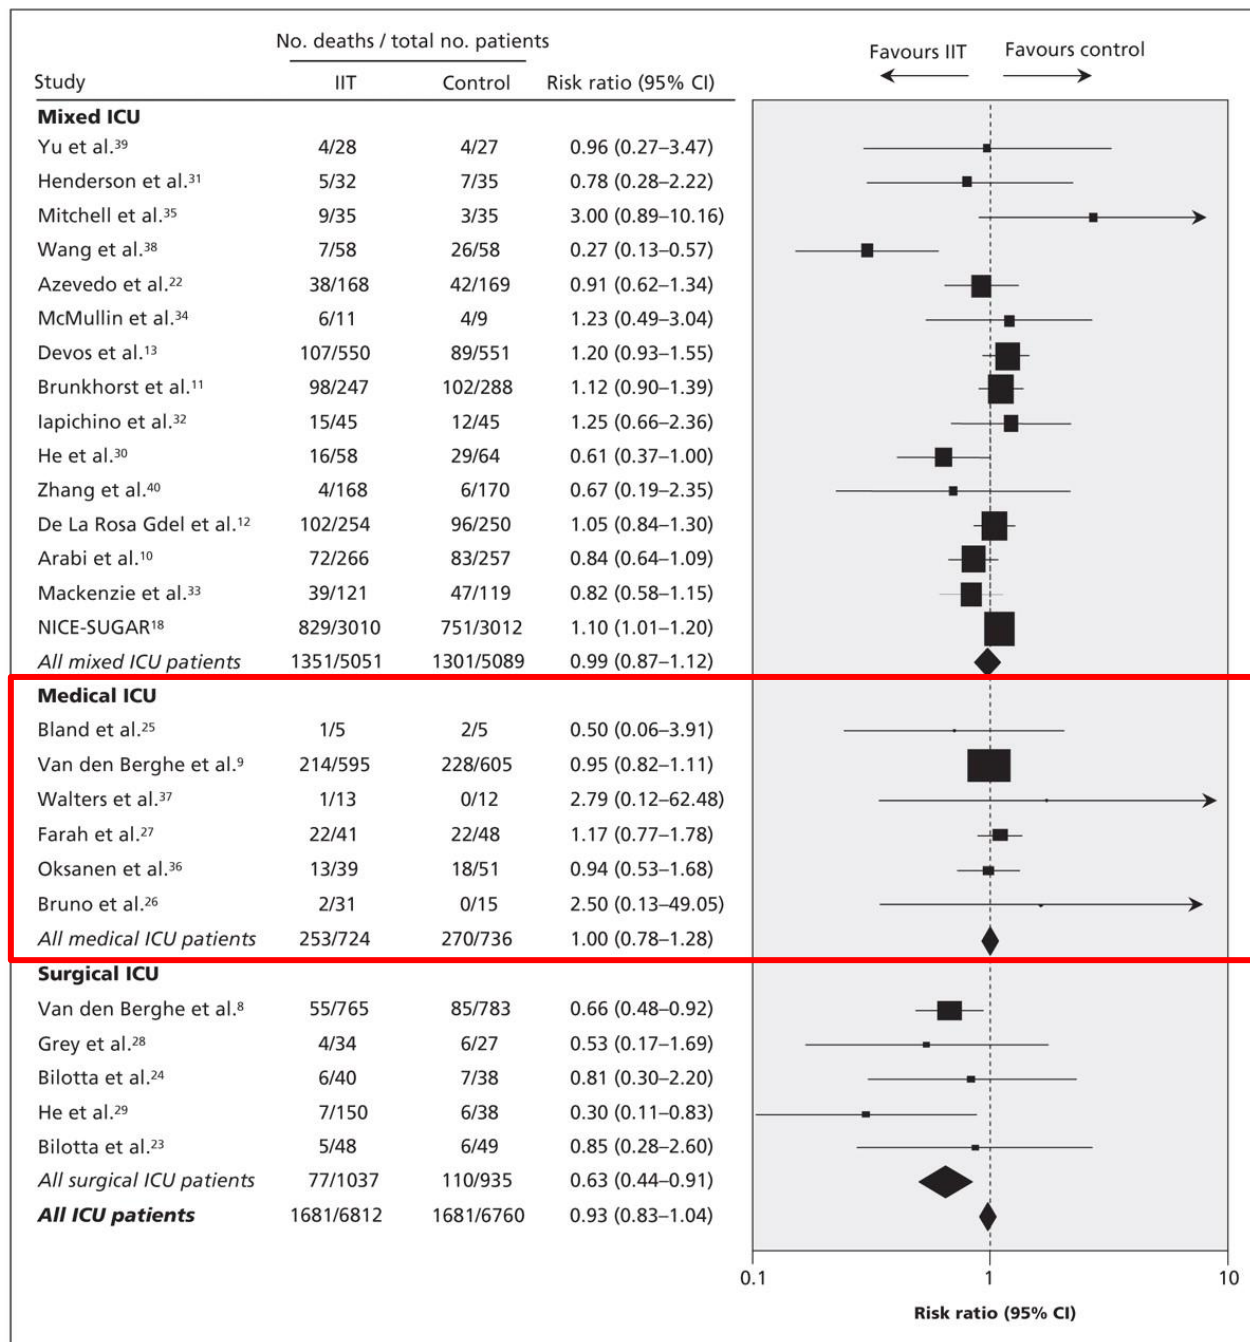 No. deaths / total no. patients
Favours IIT Favours control
Study IIT Control Risk ratio (95% CI)
Mixed ICU
Yu et al.³⁹ 4/28 4/27 0.96 (0.27–3.47)
Henderson et al.³¹ 5/32 7/35 0.78 (0.28–2.22)
Mitchell et al.³⁵ 9/35 3/35 3.00 (0.89–10.16)
Wang et al.³⁸ 7/58 26/58 0.27 (0.13–0.57)
Azevedo et al.²² 38/168 42/169 0.91 (0.62–1.34)
McMullin et al.³⁴ 6/11 4/9 1.23 (0.49–3.04)
Devos et al.¹³ 107/550 89/551 1.20 (0.93–1.55)
Brunkhorst et al.¹¹ 98/247 102/288 1.12 (0.90–1.39)
Iapichino et al.³² 15/45 12/45 1.25 (0.66–2.36)
He et al.³⁰ 16/58 29/64 0.61 (0.37–1.00)
Zhang et al.⁴⁰ 4/168 6/170 0.67 (0.19–2.35)
De La Rosa Gdel et al.¹² 102/254 96/250 1.05 (0.84–1.30)
Arabi et al.¹⁰ 72/266 83/257 0.84 (0.64–1.09)
Mackenzie et al.³³ 39/121 47/119 0.82 (0.58–1.15)
NICE-SUGAR¹⁸ 829/3010 751/3012 1.10 (1.01–1.20)
All mixed ICU patients 1351/5051 1301/5089 0.99 (0.87–1.12)
Medical ICU
Bland et al.²⁵ 1/5 2/5 0.50 (0.06–3.91)
Van den Berghe et al.⁹ 214/595 228/605 0.95 (0.82–1.11)
Walters et al.³⁷ 1/13 0/12 2.79 (0.12–62.48)
Farah et al.²⁷ 22/41 22/48 1.17 (0.77–1.78)
Oksanen et al.³⁶ 13/39 18/51 0.94 (0.53–1.68)
Bruno et al.²⁶ 2/31 0/15 2.50 (0.13–49.05)
All medical ICU patients 253/724 270/736 1.00 (0.78–1.28)
Surgical ICU
Van den Berghe et al.⁸ 55/765 85/783 0.66 (0.48–0.92)
Grey et al.²⁸ 4/34 6/27 0.53 (0.17–1.69)
Bilotta et al.²⁴ 6/40 7/38 0.81 (0.30–2.20)
He et al.²⁹ 7/150 6/38 0.30 (0.11–0.83)
Bilotta et al.²³ 5/48 6/49 0.85 (0.28–2.60)
All surgical ICU patients 77/1037 110/935 0.63 (0.44–0.91)
All ICU patients 1681/6812 1681/6760 0.93 (0.83–1.04)
0.1 1 10
Risk ratio (95% CI)